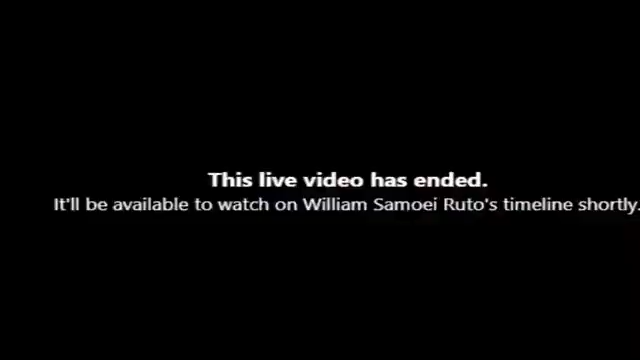 This live video has ended.
It'll be available to watch on William Samoei Ruto's timeline shortly.